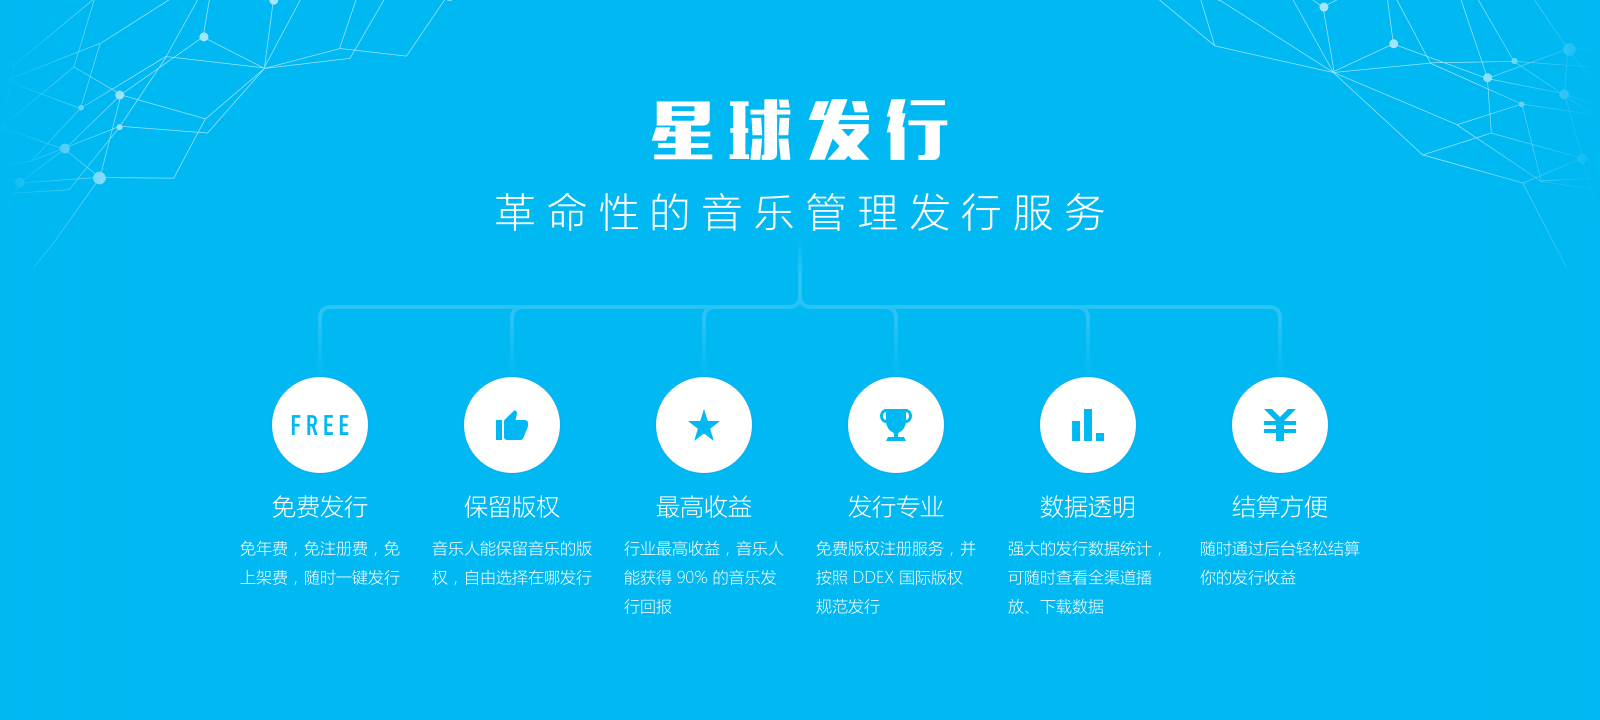 星球发行
革命性的音乐管理发行服务
FREE
免费发行
免年费，免注册费，免
上架费，随时一键发行
保留版权
音乐人能保留音乐的版
权，自由选择在哪发行
最高收益
行业最高收益，音乐人
能获得 90% 的音乐发
行回报
发行专业
免费版权注册服务，并
按照 DDEX 国际版权
规范发行
数据透明
强大的发行数据统计，
可随时查看全渠道播
放、下载数据
结算方便
随时通过后台轻松结算
你的发行收益